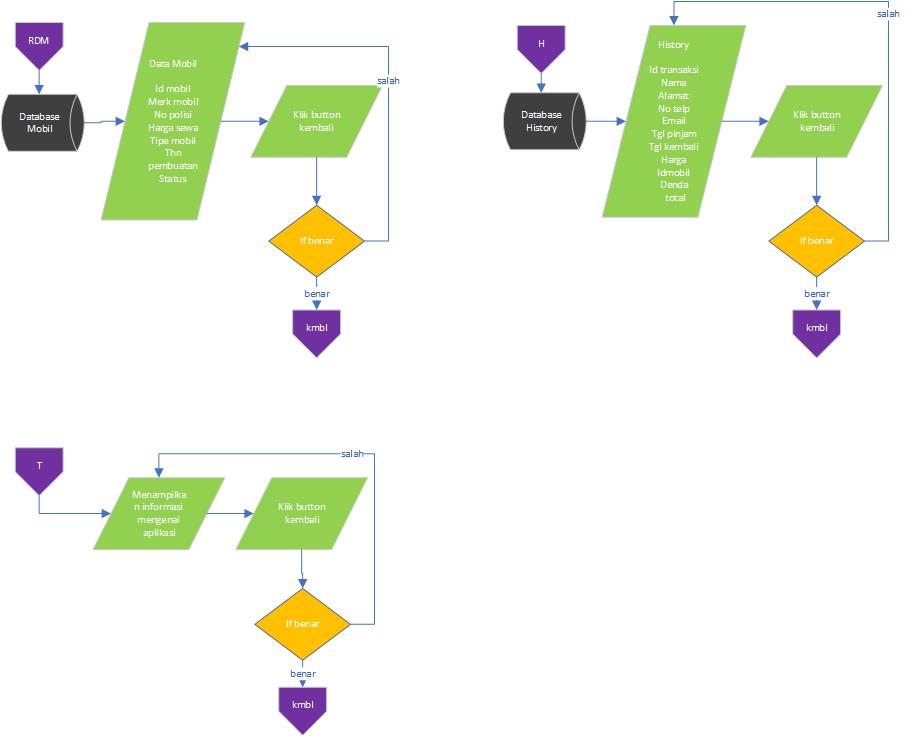 RDM
Database
Mobil
Data Mobil
Id mobil
Merk mobil
No polisi
Harga sewa
Tipe mobil
Thn
pembuatan
Status
Klik button
kembali
salah
If benar
benar
kmbl
H
Database
History
History
Id transaksi
Nama
Alamat
No telp
Email
Tgl pinjam
Tgl kembali
Harga
Idmobil
Denda
total
Klik button
kembali
salah
If benar
benar
kmbl
T
Menampilka
n informasi
mengenai
aplikasi
Klik button
kembali
salah
If benar
benar
kmbl